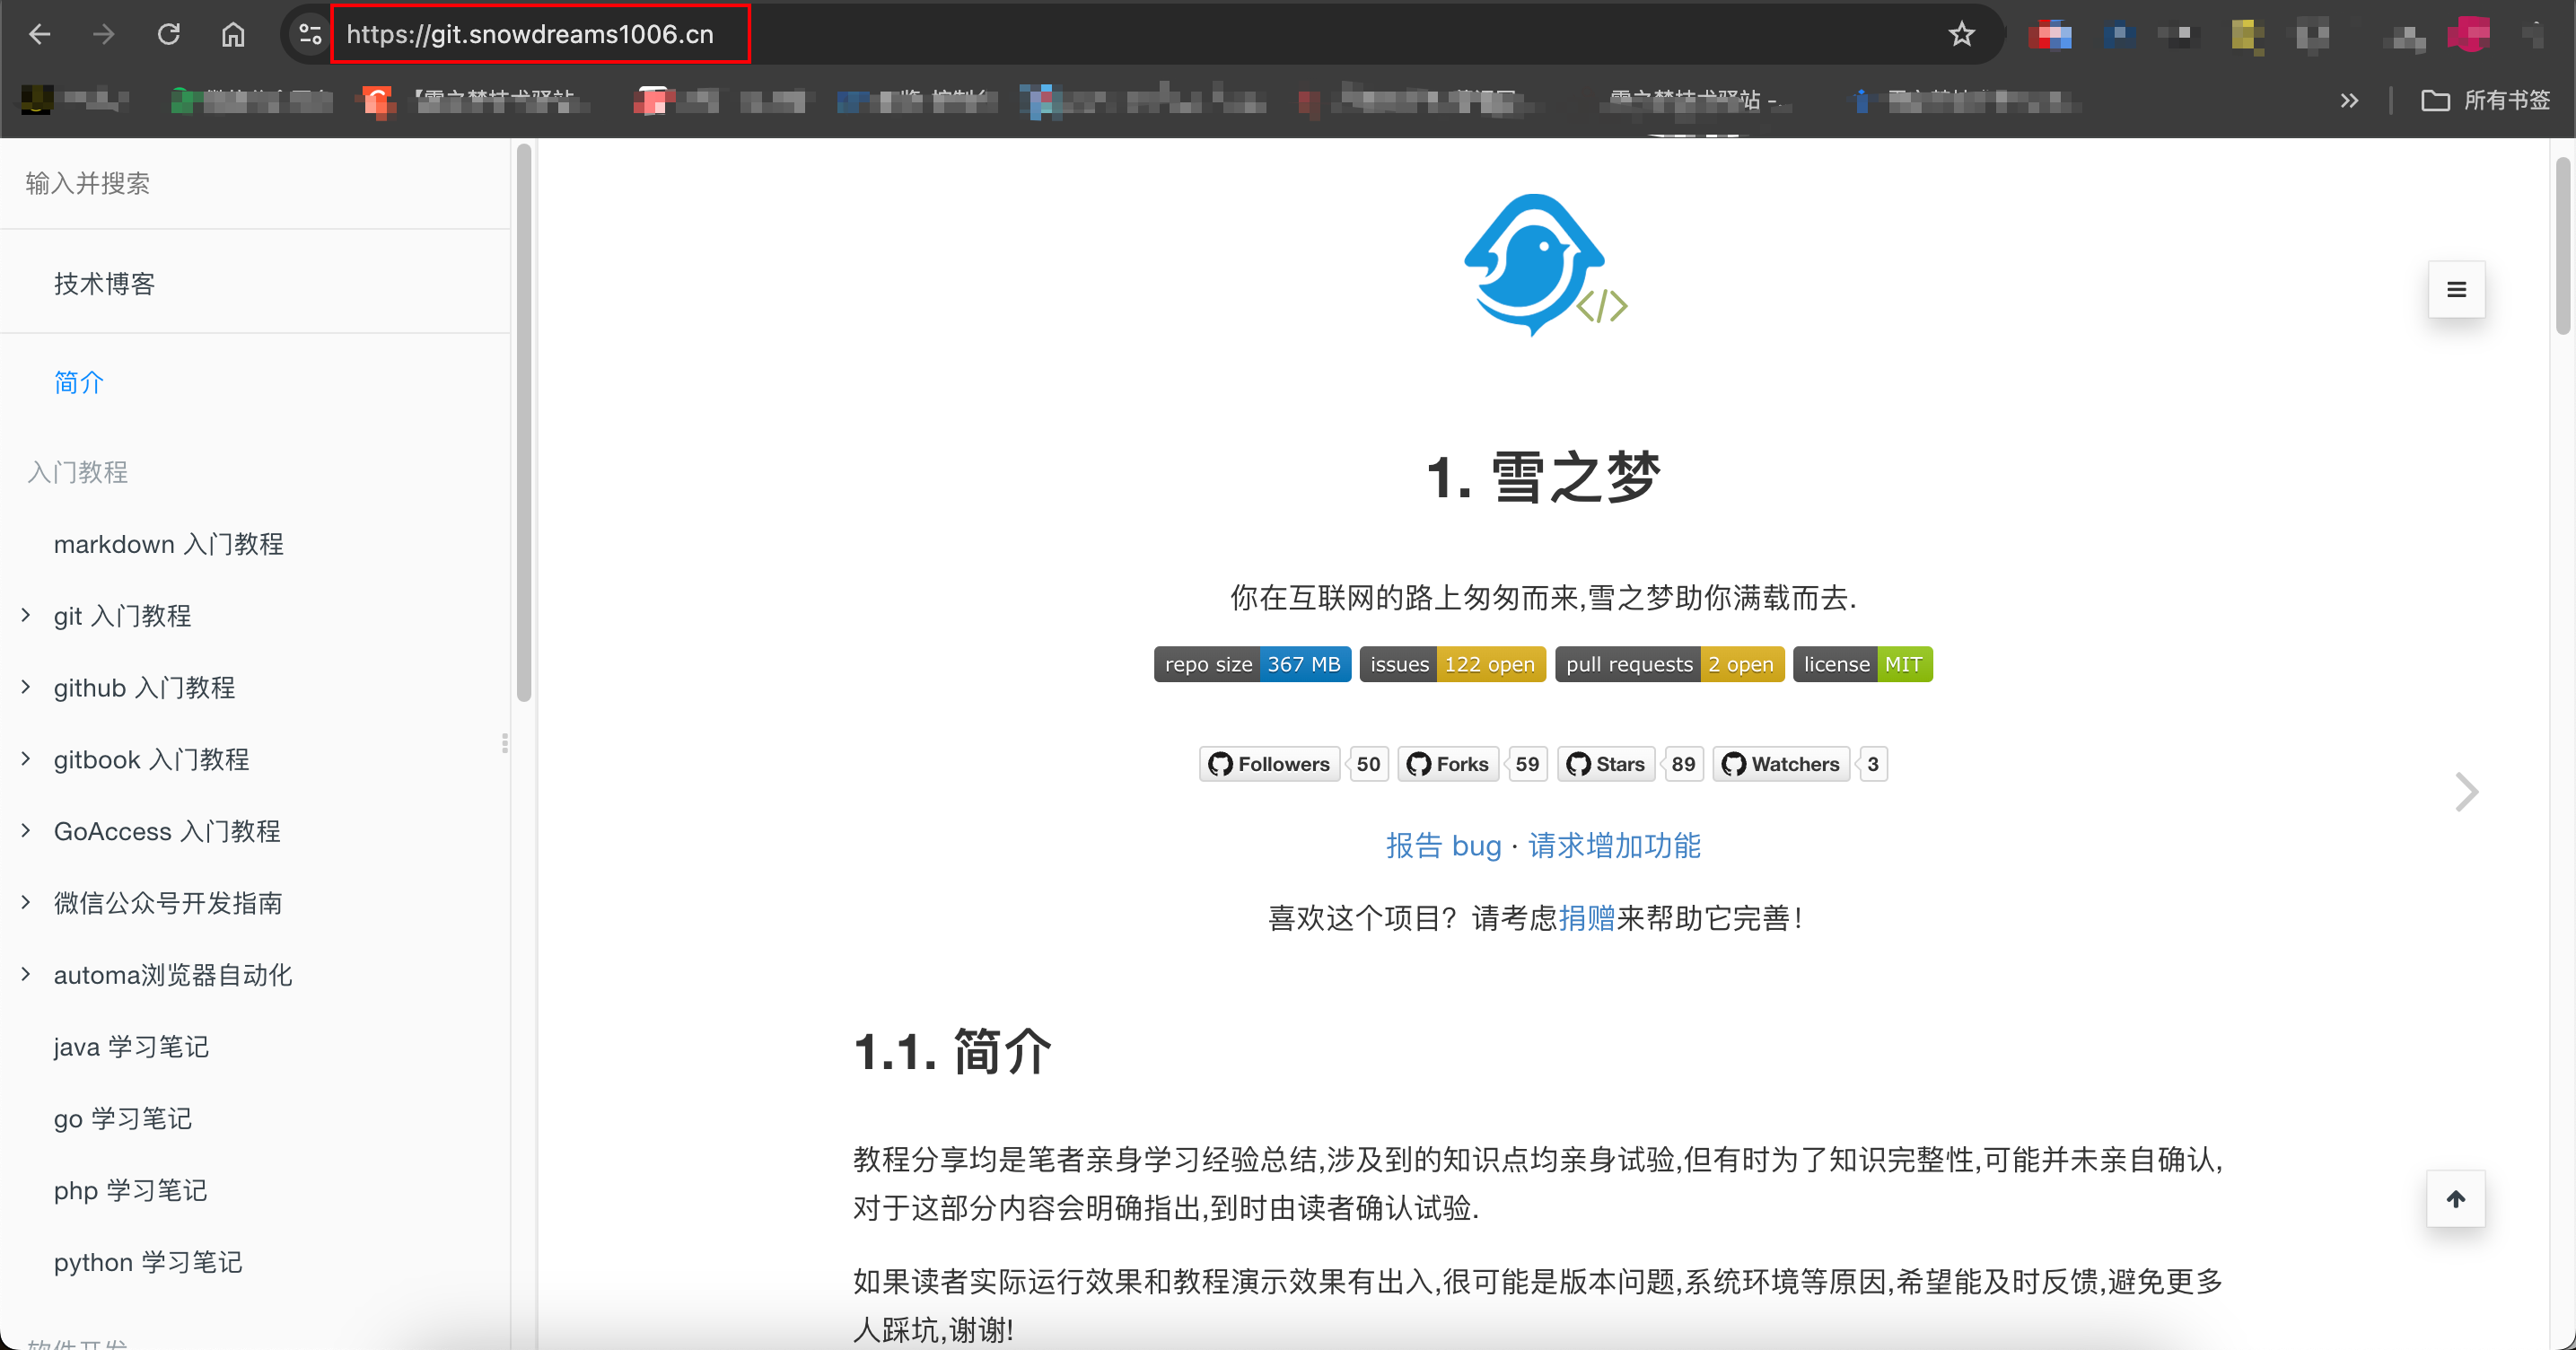 https://git.snowdreams1006.cn
所有书签
输入并搜索
技术博客
简介
入门教程
markdown 入门教程
git 入门教程
github 入门教程
gitbook 入门教程
GoAccess 入门教程
微信公众号开发指南
automa浏览器自动化
java 学习笔记
go 学习笔记
php 学习笔记
python 学习笔记
</>
1. 雪之梦
你在互联网的路上匆匆而来,雪之梦助你满载而去.
repo size 367 MB issues 122 open pull requests 2 open license MIT
Followers 50 Forks 59 Stars 89 Watchers 3
报告 bug · 请求增加功能
喜欢这个项目？请考虑捐赠来帮助它完善！
1.1. 简介
教程分享均是笔者亲身学习经验总结,涉及到的知识点均亲身试验,但有时为了知识完整性,可能并未亲自确认,
对于这部分内容会明确指出,到时由读者确认试验.
如果读者实际运行效果和教程演示效果有出入,很可能是版本问题,系统环境等原因,希望能及时反馈,避免更多
人踩坑,谢谢!